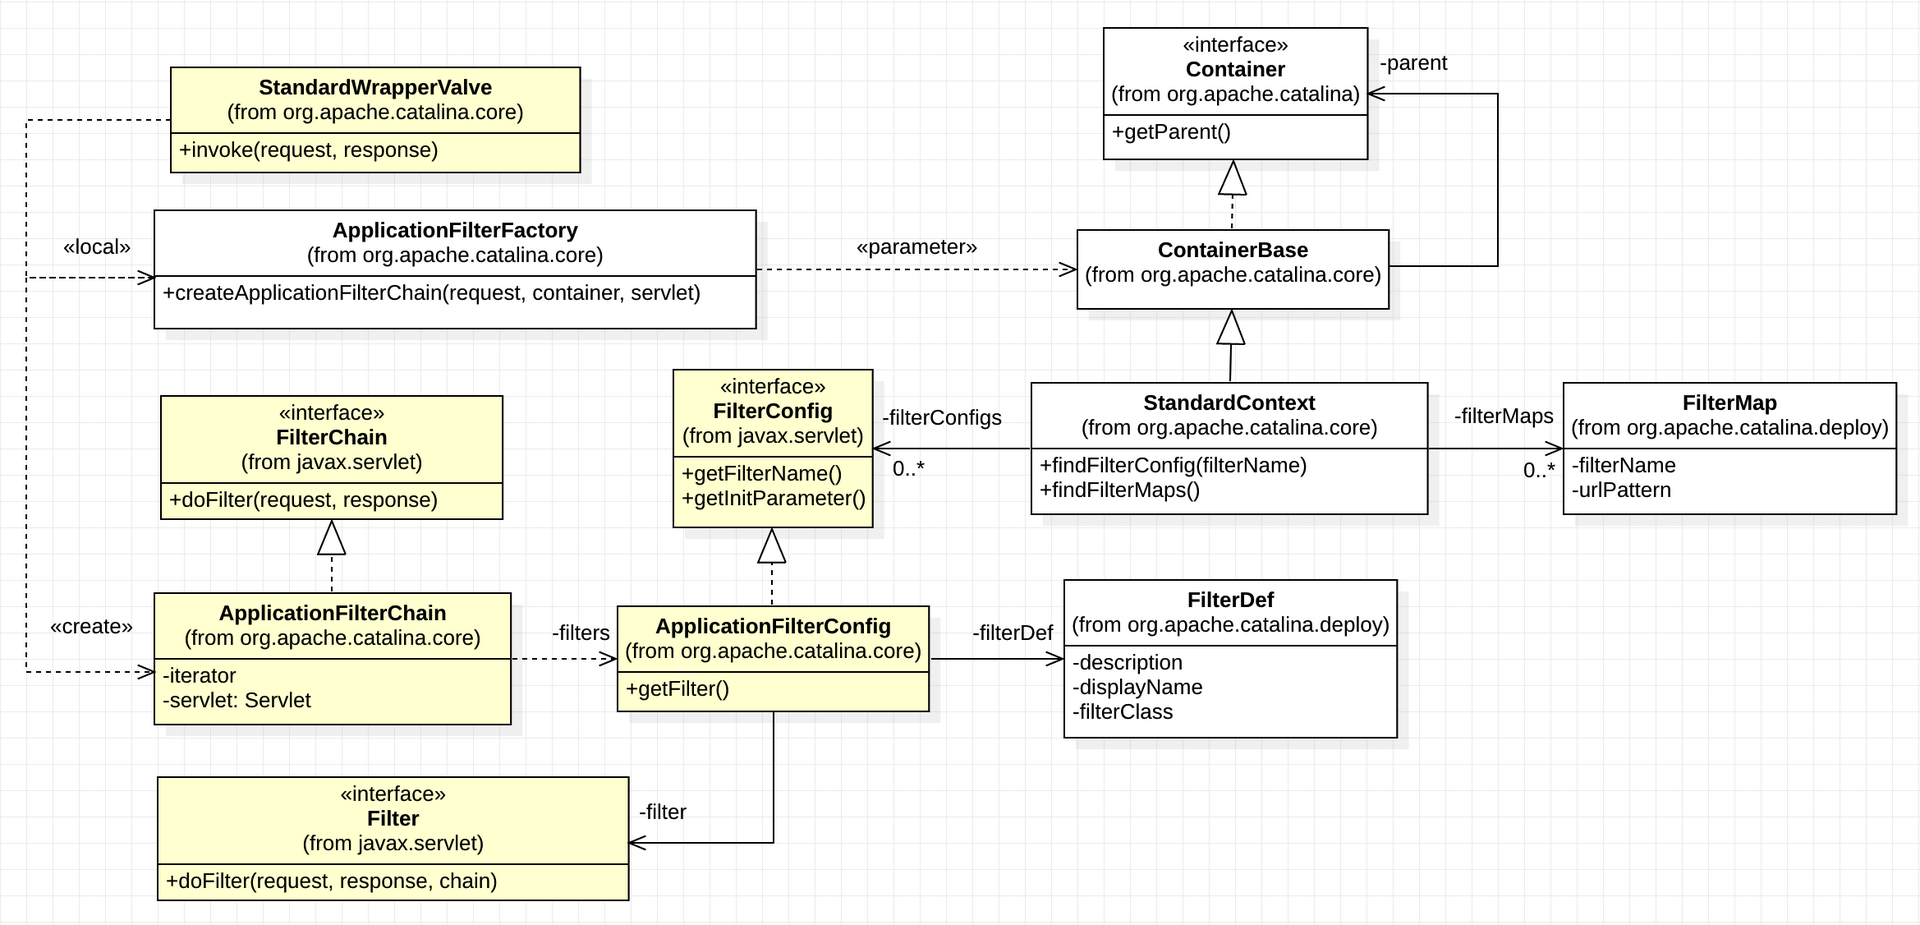 «interface»
Container
(from org.apache.catalina)
+getParent()
-parent
StandardWrapperValve
(from org.apache.catalina.core)
+invoke(request, response)
«local»
ApplicationFilterFactory
(from org.apache.catalina.core)
+createApplicationFilterChain(request, container, servlet)
«parameter»
ContainerBase
(from org.apache.catalina.core)
«interface»
FilterChain
(from javax.servlet)
+doFilter(request, response)
«interface»
FilterConfig
(from javax.servlet)
+getFilterName()
+getInitParameter()
-filterConfigs
0..*
StandardContext
(from org.apache.catalina.core)
+findFilterConfig(filterName)
+findFilterMaps()
-filterMaps
0..*
FilterMap
(from org.apache.catalina.deploy)
-filterName
-urlPattern
«create»
ApplicationFilterChain
(from org.apache.catalina.core)
-iterator
-servlet: Servlet
-filters
ApplicationFilterConfig
(from org.apache.catalina.core)
+getFilter()
-filterDef
FilterDef
(from org.apache.catalina.deploy)
-description
-displayName
-filterClass
«interface»
Filter
(from javax.servlet)
+doFilter(request, response, chain)
-filter